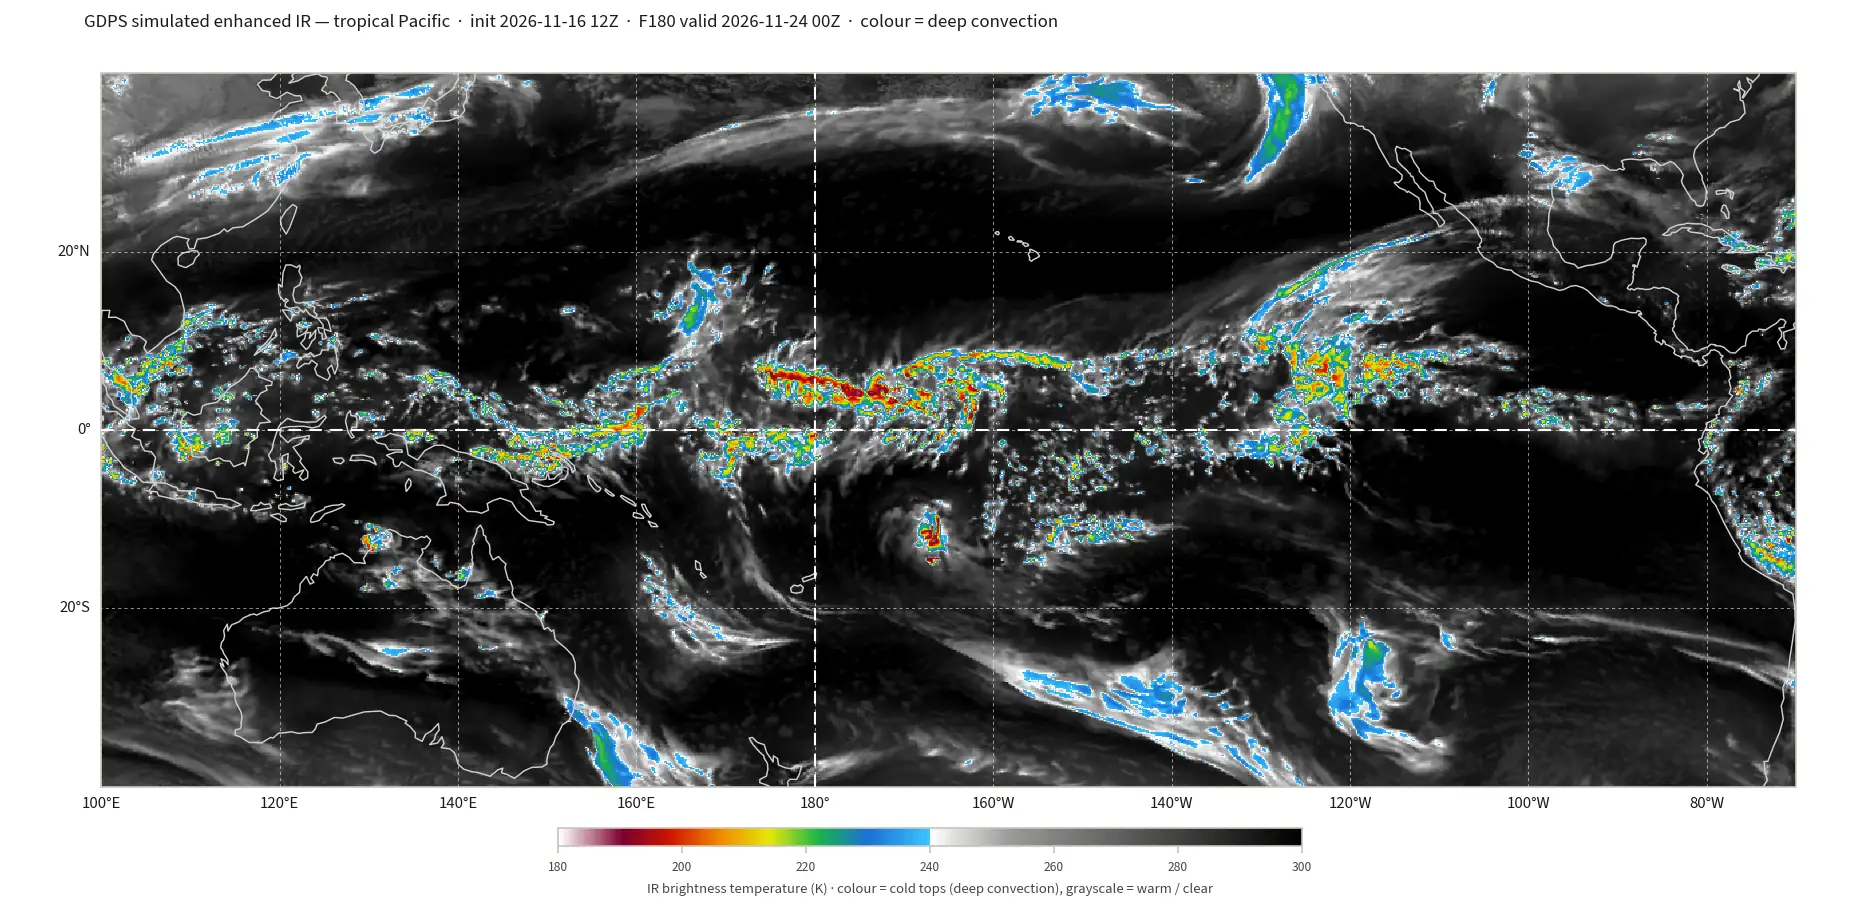 GDPS simulated enhanced IR — tropical Pacific · init 2026-11-16 12Z · F180 valid 2026-11-24 00Z · colour = deep convection
20°N
0°
20°S
100°E 120°E 140°E 160°E 180° 160°W 140°W 120°W 100°W 80°W
180 200 220 240 260 280 300
IR brightness temperature (K) · colour = cold tops (deep convection), grayscale = warm / clear